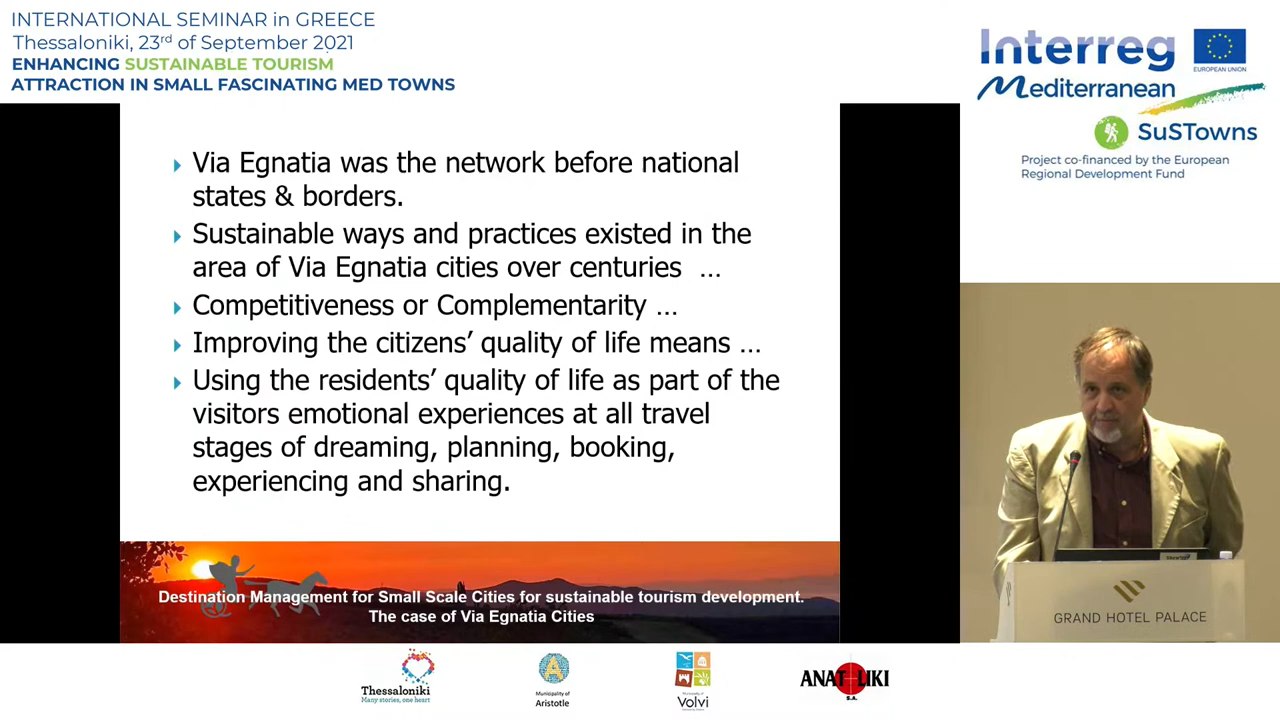 INTERNATIONAL SEMINAR in GREECE
Thessaloniki, 23rd of September 2021
ENHANCING SUSTAINABLE TOURISM
ATTRACTION IN SMALL FASCINATING MED TOWNS
Interreg
EUROPEAN UNION
Mediterranean
SuSTowns
Project co-financed by the European
Regional Development Fund
Via Egnatia was the network before national
states & borders.
Sustainable ways and practices existed in the
area of Via Egnatia cities over centuries …
Competitiveness or Complementarity …
Improving the citizens’ quality of life means …
Using the residents’ quality of life as part of the
visitors emotional experiences at all travel
stages of dreaming, planning, booking,
experiencing and sharing.
Destination Management for Small Scale Cities for sustainable tourism development.
The case of Via Egnatia Cities
GRAND HOTEL PALACE
Thessaloniki
Many stories, one heart
Municipality of
Aristotle
Municipality of
Volvi
ANATOLIKI
S.A.